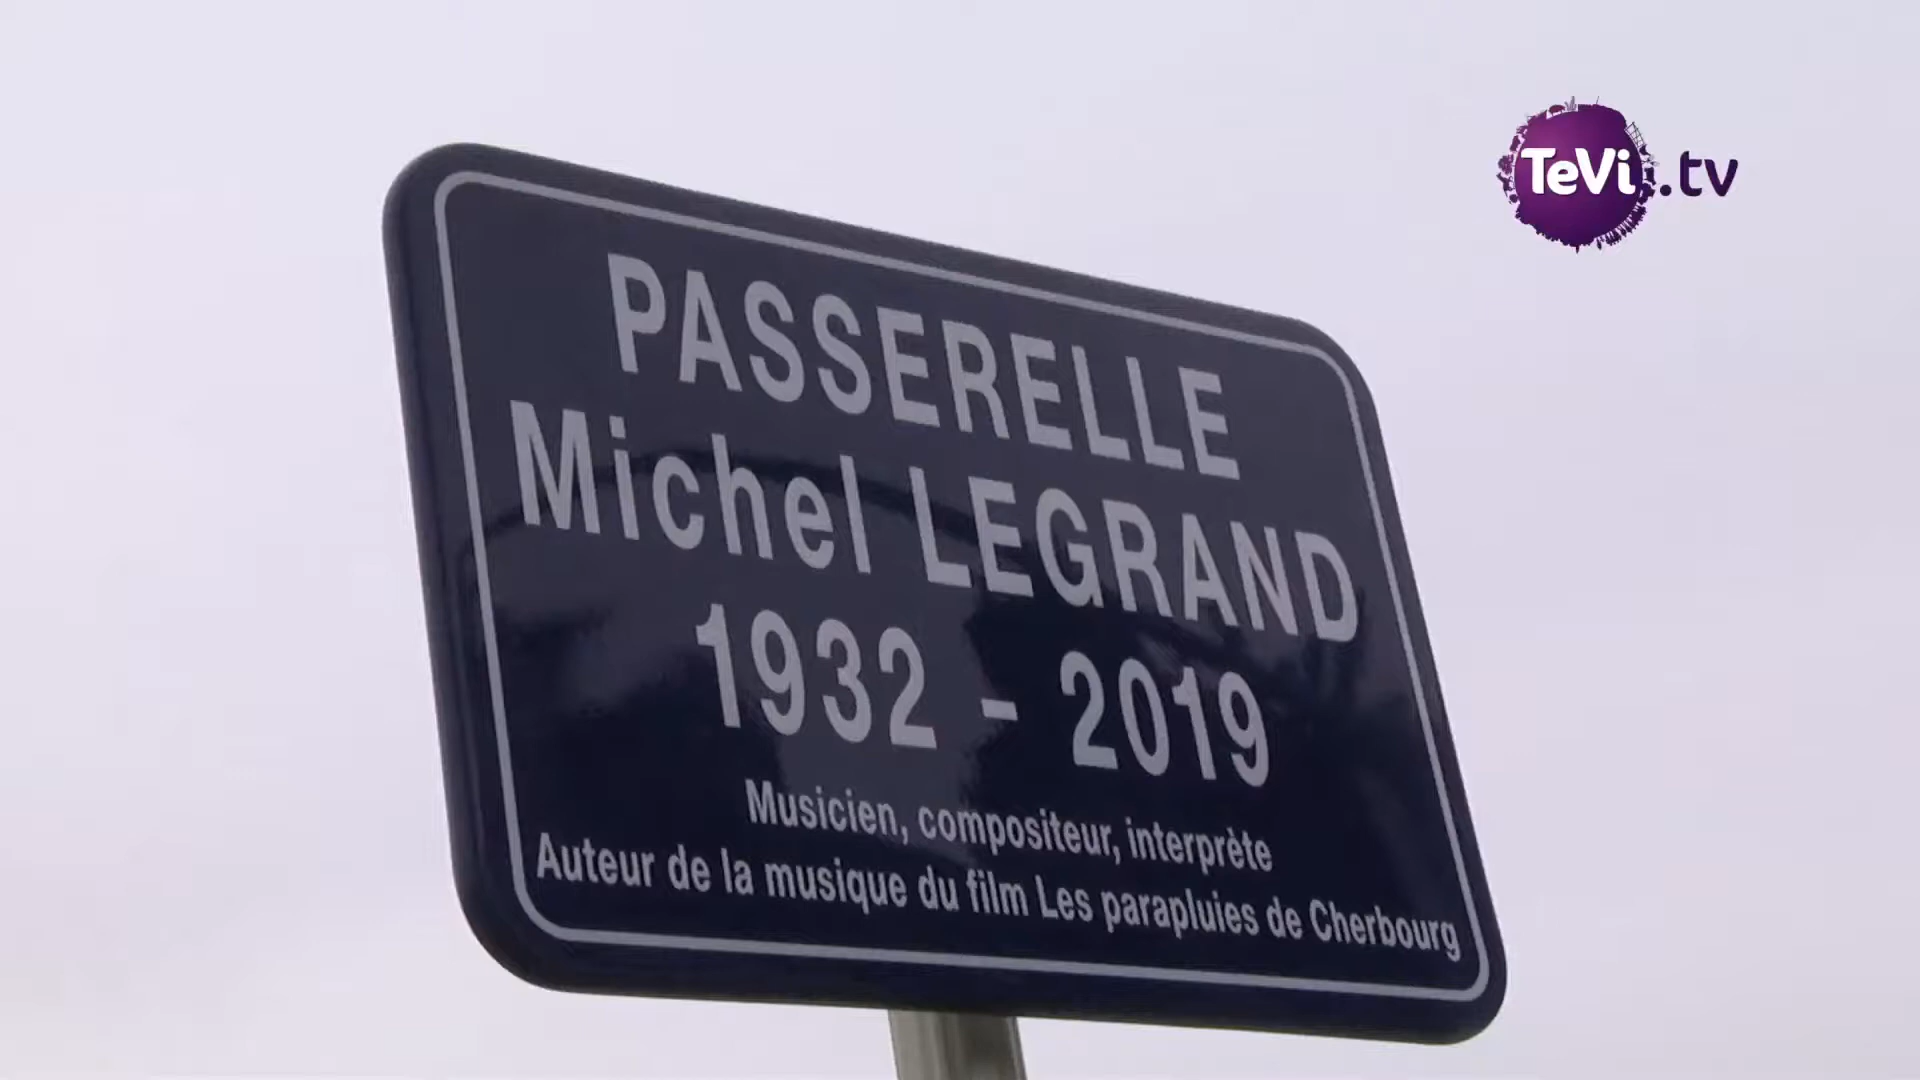 TeVi.tv
PASSERELLE
Michel LEGRAND
1932 - 2019
Musicien, compositeur, interprète
Auteur de la musique du film Les parapluies de Cherbourg